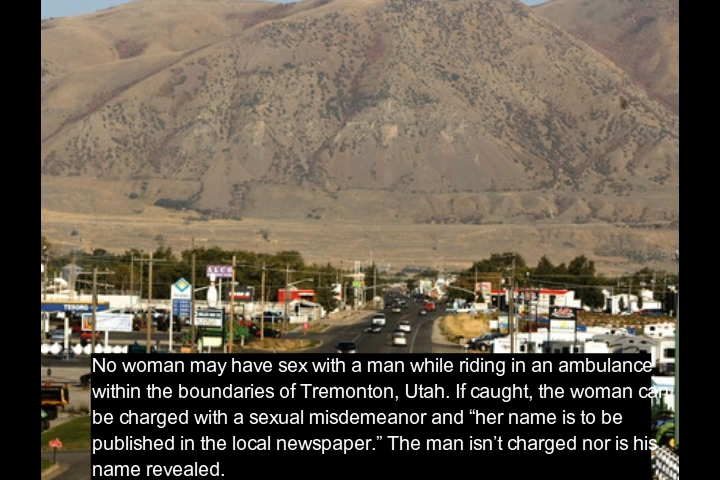 ALCO
TESORO
No woman may have sex with a man while riding in an ambulance
within the boundaries of Tremonton, Utah. If caught, the woman can
be charged with a sexual misdemeanor and “her name is to be
published in the local newspaper.” The man isn’t charged nor is his
name revealed.